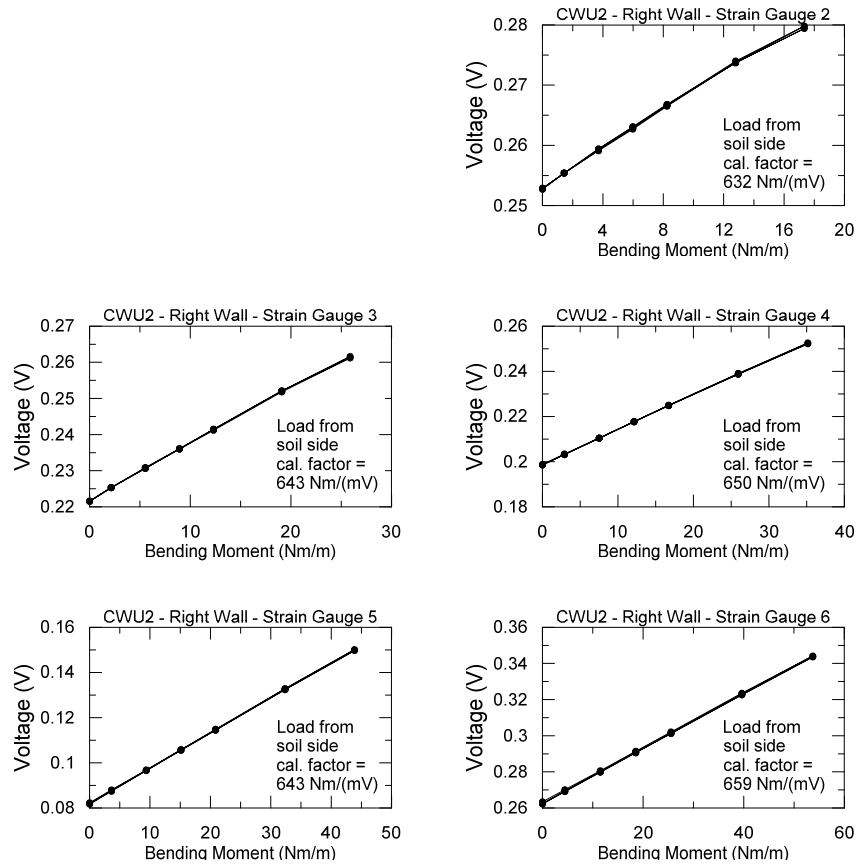 CWU2 - Right Wall - Strain Gauge 2
0.28
0.27
0.26
0.25
Voltage (V)
Load from
soil side
cal. factor =
632 Nm/(mV)
0 4 8 12 16 20
Bending Moment (Nm/m)
CWU2 - Right Wall - Strain Gauge 3
0.27
0.26
0.25
0.24
0.23
0.22
Voltage (V)
Load from
soil side
cal. factor =
643 Nm/(mV)
0 10 20 30
Bending Moment (Nm/m)
CWU2 - Right Wall - Strain Gauge 4
0.26
0.24
0.22
0.2
0.18
Voltage (V)
Load from
soil side
cal. factor =
650 Nm/(mV)
0 10 20 30 40
Bending Moment (Nm/m)
CWU2 - Right Wall - Strain Gauge 5
0.16
0.14
0.12
0.1
0.08
Voltage (V)
Load from
soil side
cal. factor =
643 Nm/(mV)
0 10 20 30 40 50
Bending Moment (Nm/m)
CWU2 - Right Wall - Strain Gauge 6
0.36
0.34
0.32
0.3
0.28
0.26
Voltage (V)
Load from
soil side
cal. factor =
659 Nm/(mV)
0 20 40 60
Bending Moment (Nm/m)